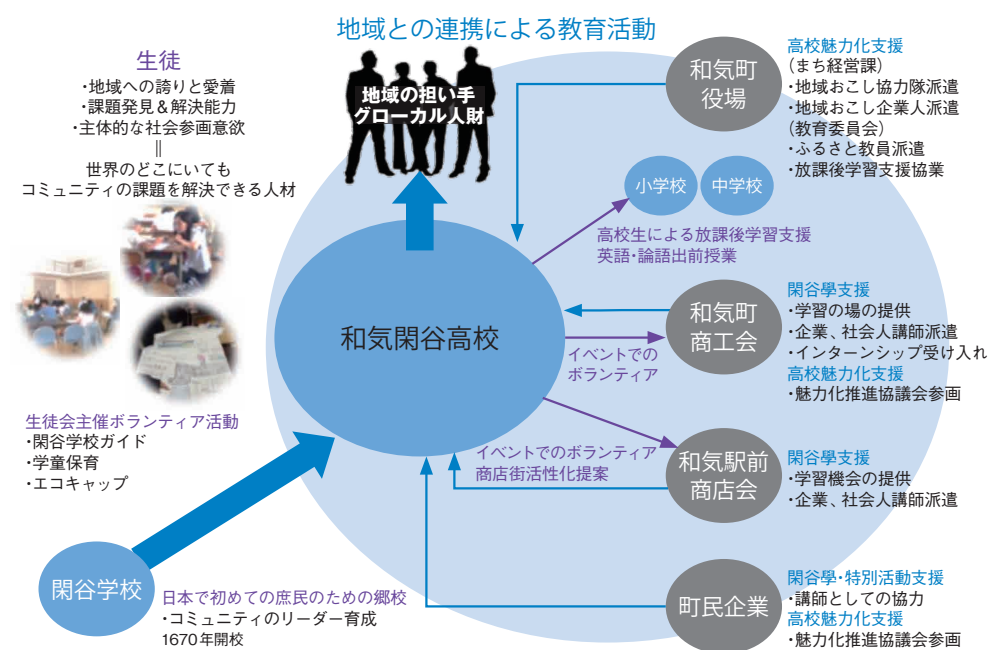 地域との連携による教育活動
生徒
・地域への誇りと愛着
・課題発見＆解決能力
・主体的な社会参画意欲
||
世界のどこにいても
コミュニティの課題を解決できる人材
地域の担い手
グローカル人財
和気町
役場
高校魅力化支援
(まち経営課)
・地域おこし協力隊派遣
・地域おこし企業人派遣
(教育委員会)
・ふるさと教員派遣
・放課後学習支援協業
小学校
中学校
高校生による放課後学習支援
英語・論語出前授業
和気閑谷高校
和気町
商工会
閑谷學支援
・学習の場の提供
・企業、社会人講師派遣
・インターンシップ受け入れ
高校魅力化支援
・魅力化推進協議会参画
イベントでの
ボランティア
生徒会主催ボランティア活動
・閑谷学校ガイド
・学童保育
・エコキャップ
イベントでのボランティア
商店街活性化提案
和気駅前
商店会
閑谷學支援
・学習機会の提供
・企業、社会人講師派遣
閑谷学校
日本で初めての庶民のための郷校
・コミュニティのリーダー育成
1670年開校
町民企業
閑谷學・特別活動支援
・講師としての協力
高校魅力化支援
・魅力化推進協議会参画